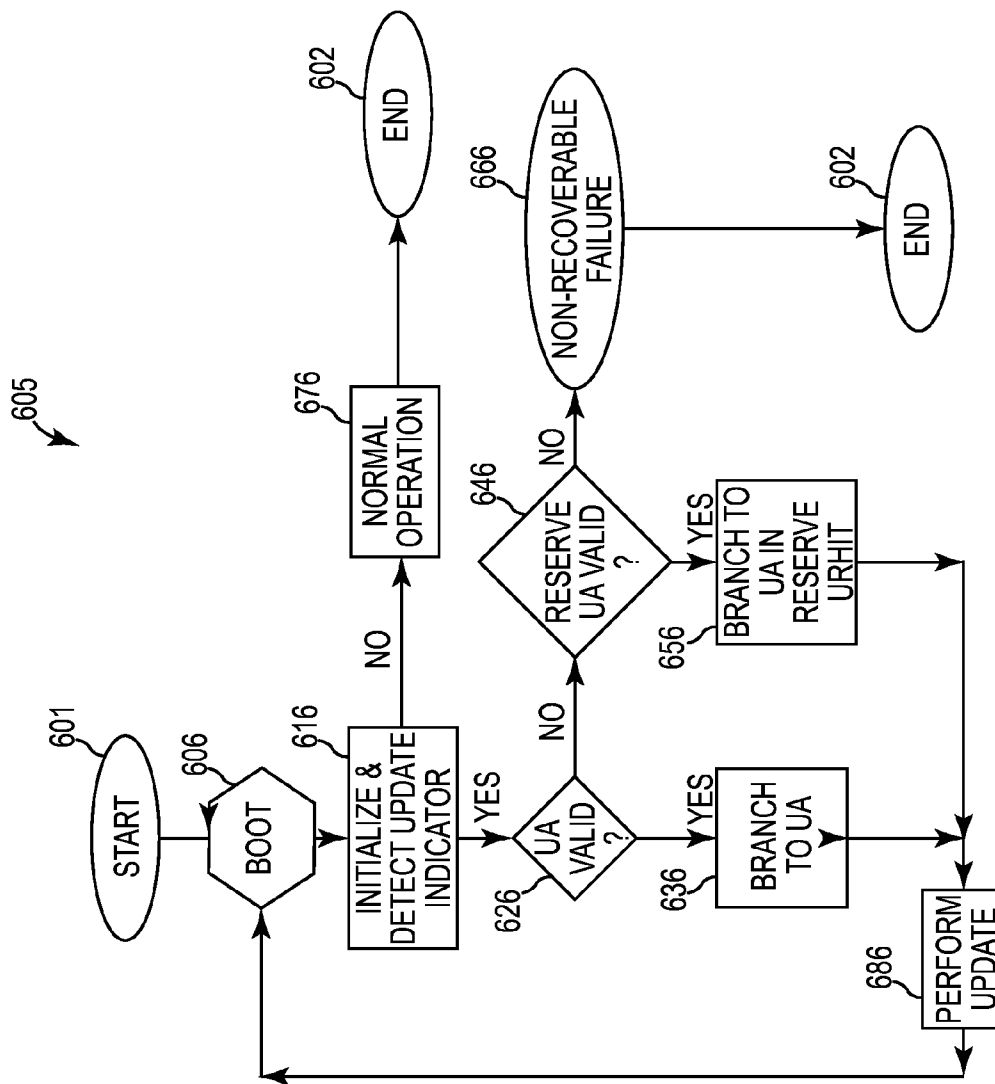 605
601
START
606
BOOT
616
INITIALIZE &
DETECT UPDATE
INDICATOR
NO
676
NORMAL
OPERATION
602
END
YES
626
UA
VALID
?
NO
646
RESERVE
UA VALID
?
NO
666
NON-RECOVERABLE
FAILURE
YES
636
BRANCH
TO UA
YES
656
BRANCH TO
UA IN
RESERVE
URHIT
602
END
686
PERFORM
UPDATE